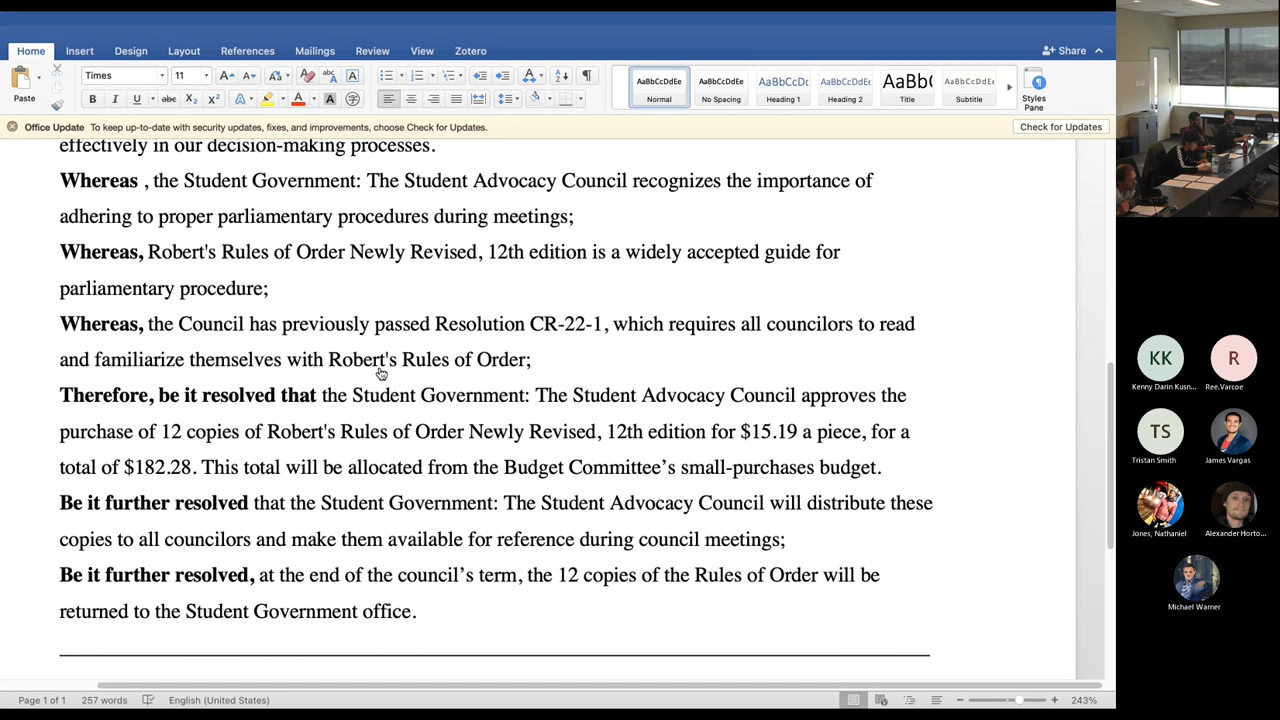 Home Insert Design Layout References Mailings Review View Zotero Share
Paste Times 11 AaBbCcDdEe AaBbCcDdEe AaBbCcDc AaBbCcDdEe AaBb( AaBbCcDdEe
Normal No Spacing Heading 1 Heading 2 Title Subtitle Styles Pane
Office Update To keep up-to-date with security updates, fixes, and improvements, choose Check for Updates. Check for Updates
effectively in our decision-making processes.
Whereas , the Student Government: The Student Advocacy Council recognizes the importance of
adhering to proper parliamentary procedures during meetings;
Whereas, Robert's Rules of Order Newly Revised, 12th edition is a widely accepted guide for
parliamentary procedure;
Whereas, the Council has previously passed Resolution CR-22-1, which requires all councilors to read
and familiarize themselves with Robert's Rules of Order;
Therefore, be it resolved that the Student Government: The Student Advocacy Council approves the
purchase of 12 copies of Robert's Rules of Order Newly Revised, 12th edition for $15.19 a piece, for a
total of $182.28. This total will be allocated from the Budget Committee’s small-purchases budget.
Be it further resolved that the Student Government: The Student Advocacy Council will distribute these
copies to all councilors and make them available for reference during council meetings;
Be it further resolved, at the end of the council’s term, the 12 copies of the Rules of Order will be
returned to the Student Government office.
Page 1 of 1 257 words English (United States) 243%
KK R
Kenny Darin Kusn... Ree.Varcoe
TS
Tristan Smith James Vargas
Jones, Nathaniel Alexander Horto...
Michael Warner